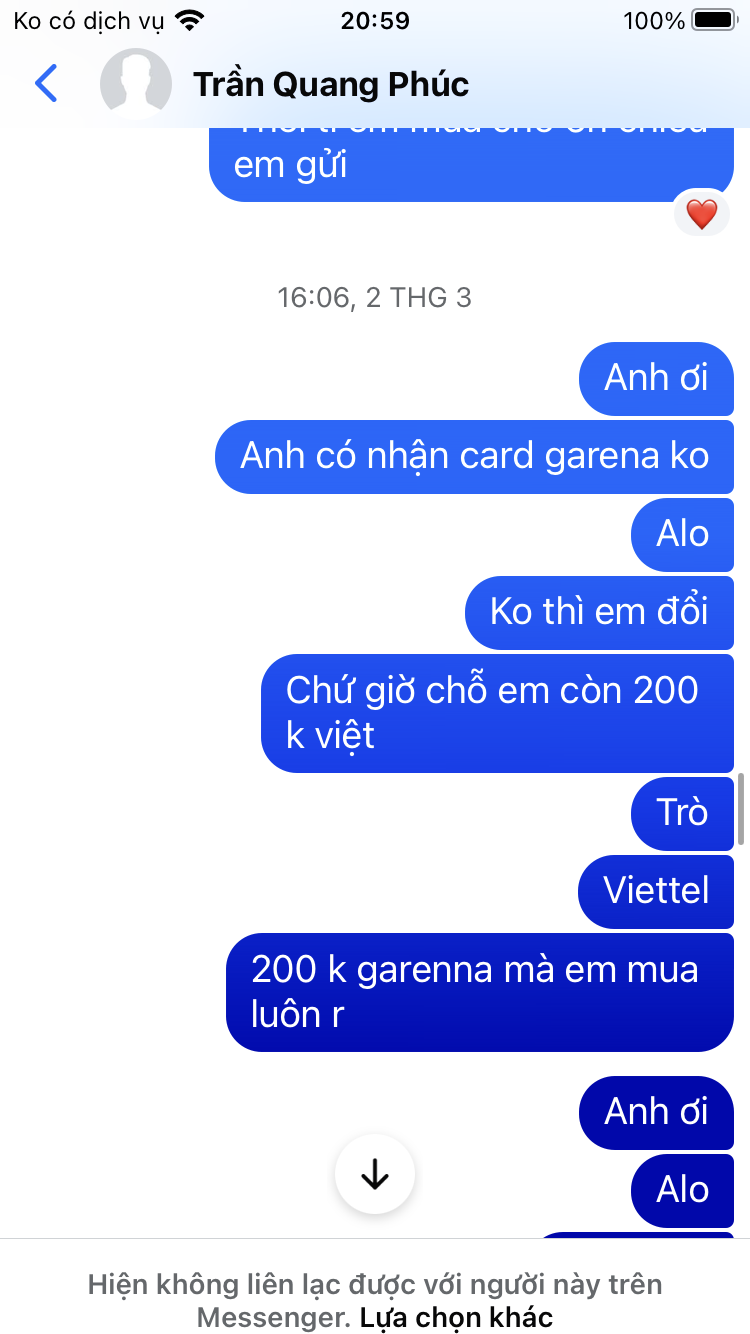 Ko có dịch vụ 20:59 100%
Trần Quang Phúc
em gửi
16:06, 2 THG 3
Anh ơi
Anh có nhận card garena ko
Alo
Ko thì em đổi
Chứ giờ chỗ em còn 200
k việt
Trò
Viettel
200 k garenna mà em mua
luôn r
Anh ơi
Alo
Hiện không liên lạc được với người này trên
Messenger. Lựa chọn khác